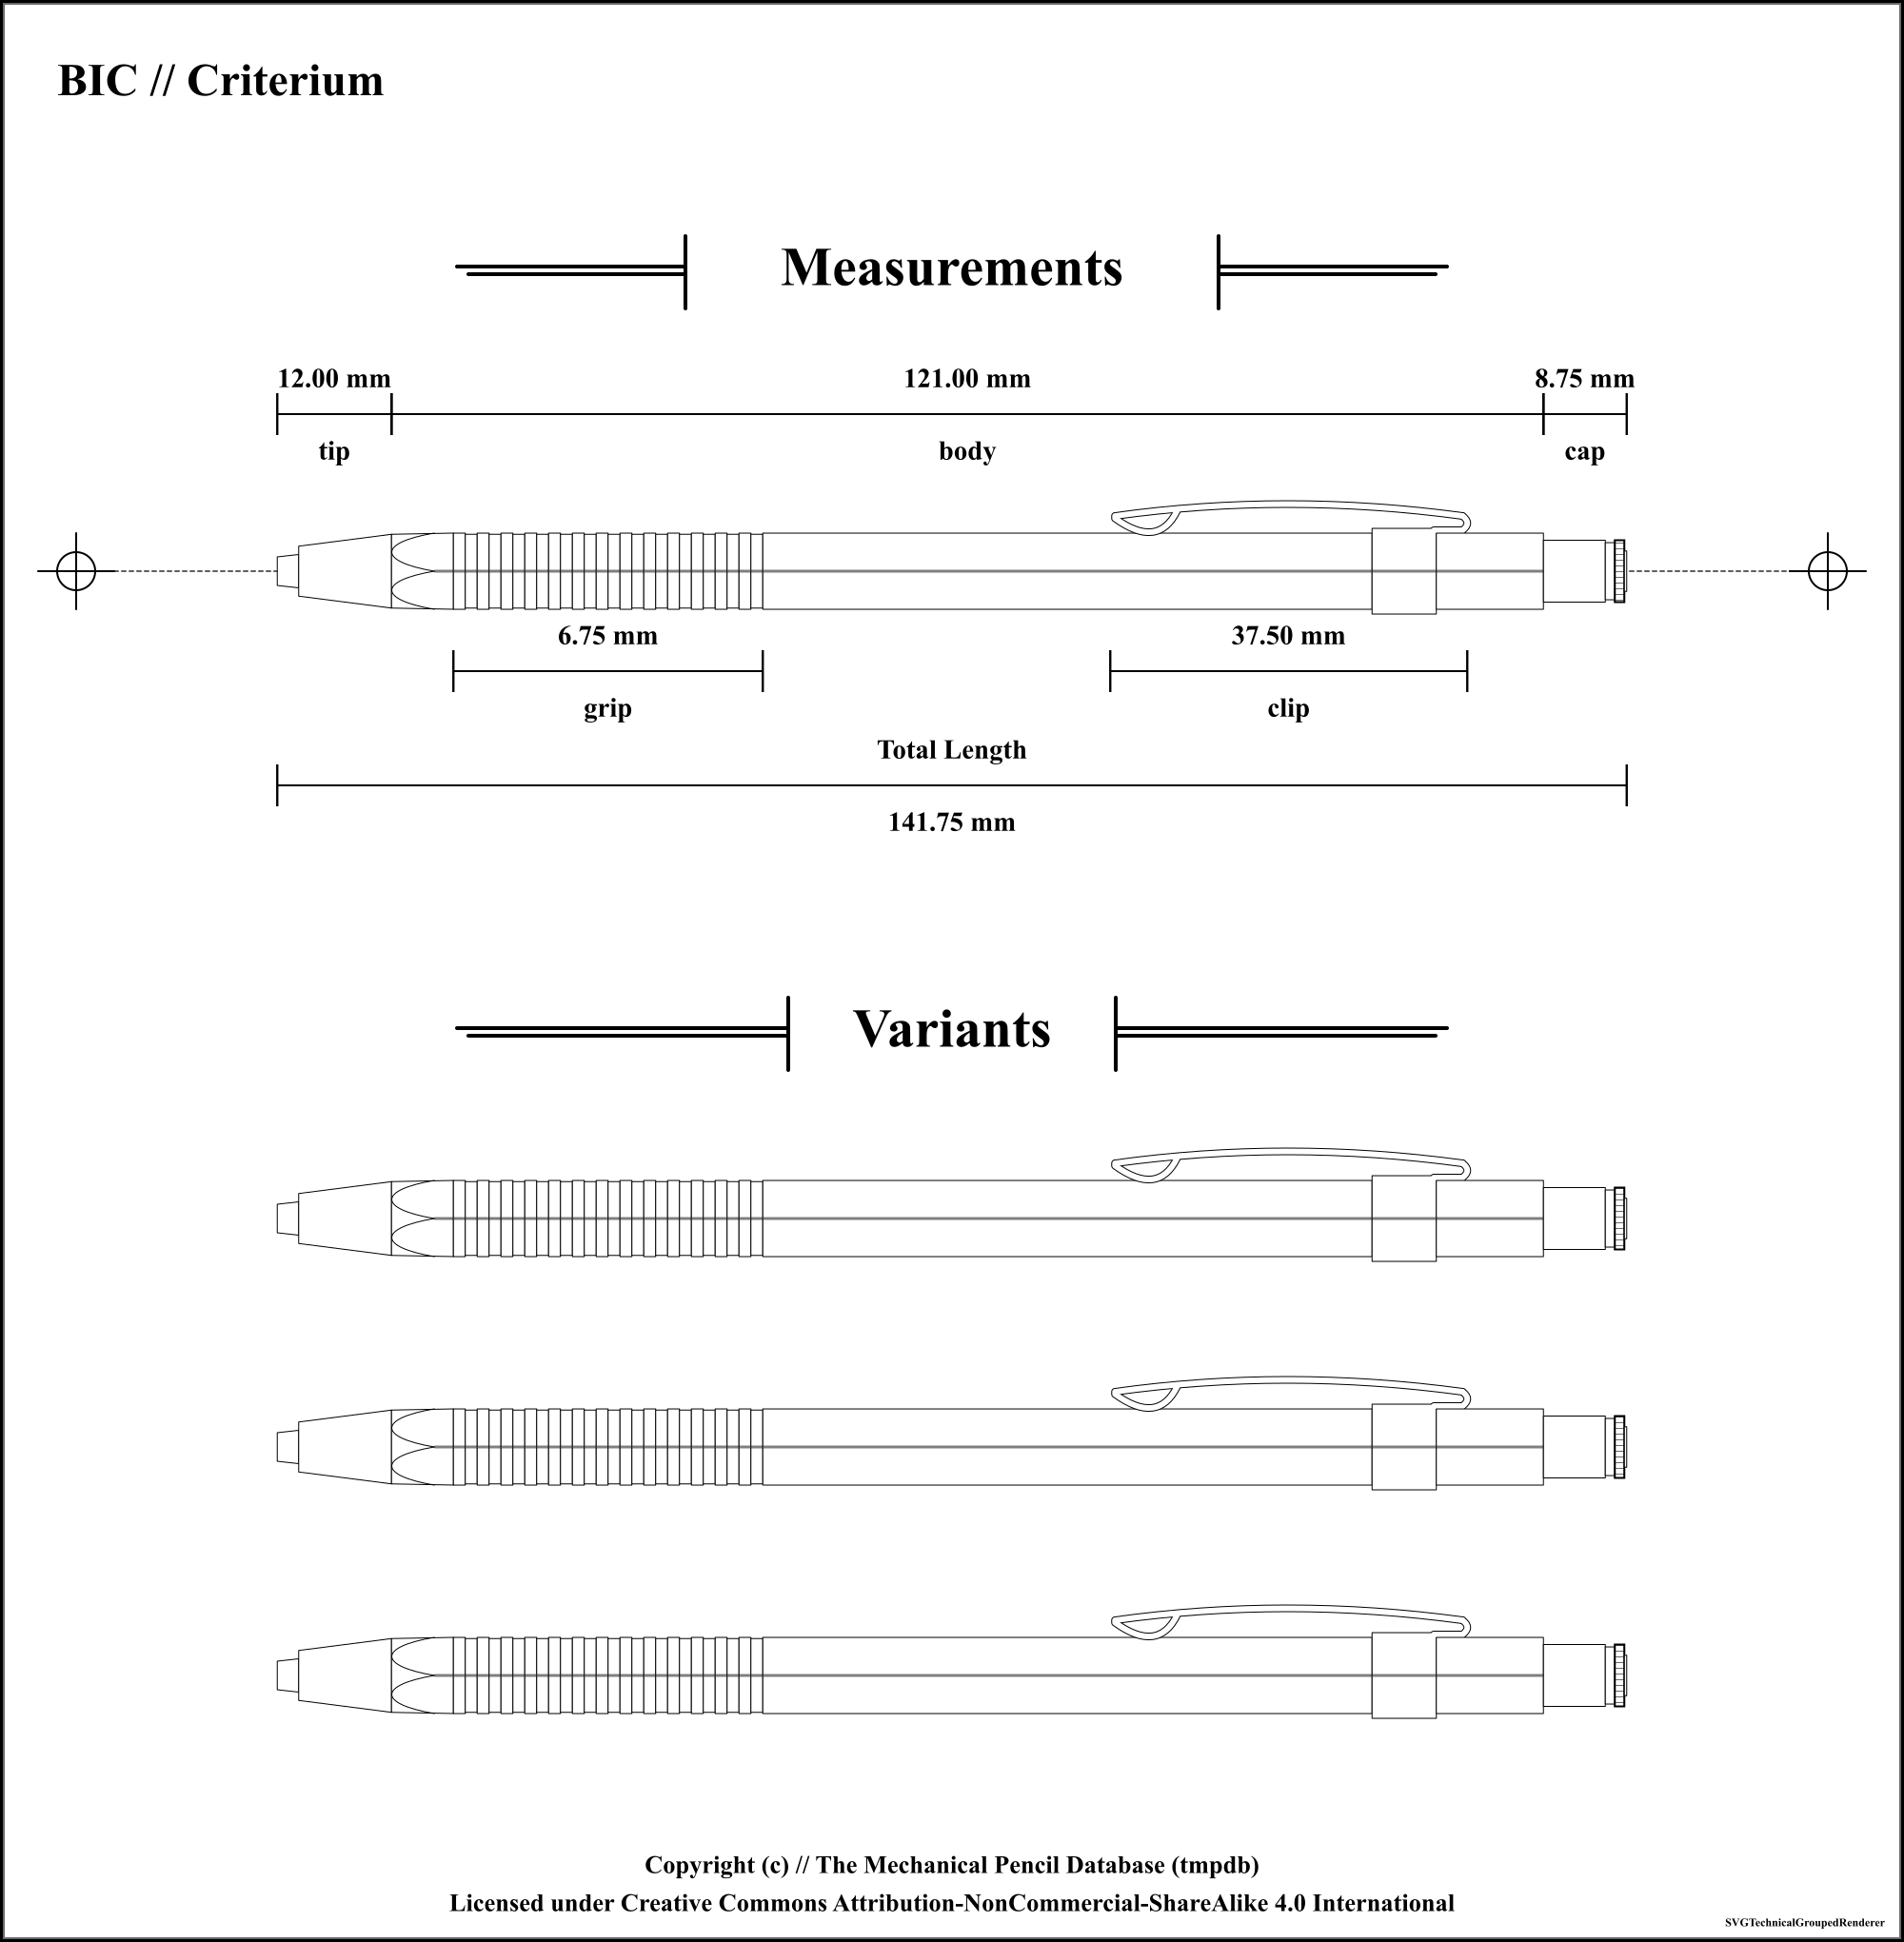 BIC // Criterium
Measurements
12.00 mm 121.00 mm 8.75 mm
tip body cap
6.75 mm 37.50 mm
grip clip
Total Length
141.75 mm
Variants
Copyright (c) // The Mechanical Pencil Database (tmpdb)
Licensed under Creative Commons Attribution-NonCommercial-ShareAlike 4.0 International
SVGTechnicalGroupedRenderer